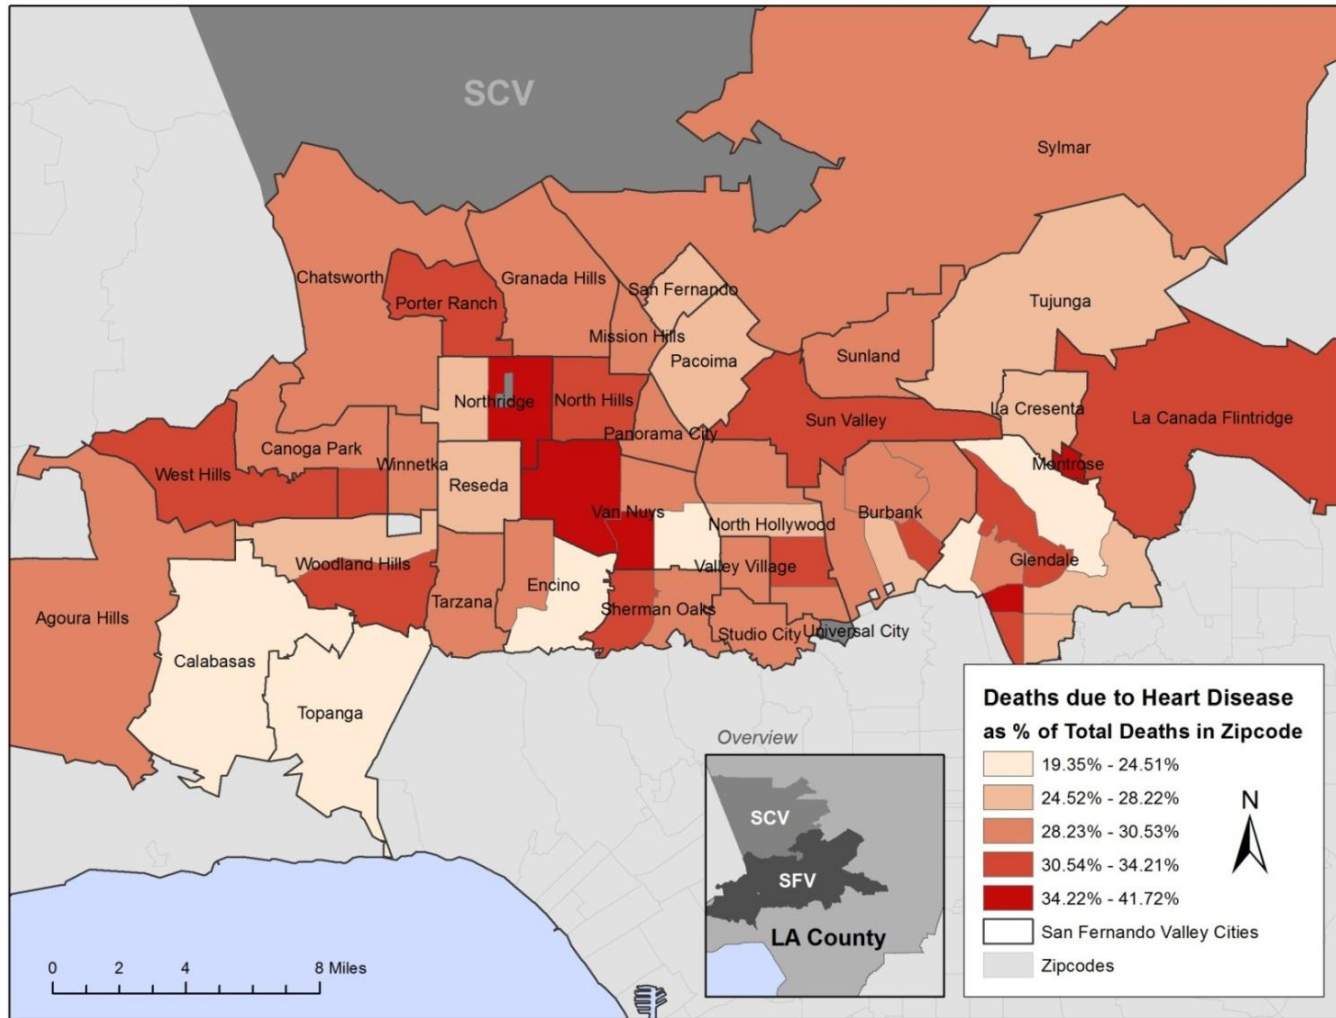 SCV
Sylmar
Chatsworth
Granada Hills
San Fernando
Porter Ranch
Tujunga
Mission Hills
Sunland
Pacoima
Northridge
North Hills
La Cresenta
La Canada Flintridge
Sun Valley
Panorama City
Canoga Park
Winnetka
West Hills
Montrose
Reseda
Van Nuys
Burbank
North Hollywood
Woodland Hills
Valley Village
Glendale
Encino
Tarzana
Sherman Oaks
Agoura Hills
Studio City
Universal City
Calabasas
Topanga
Deaths due to Heart Disease
as % of Total Deaths in Zipcode
19.35% - 24.51%
24.52% - 28.22%
28.23% - 30.53%
30.54% - 34.21%
34.22% - 41.72%
San Fernando Valley Cities
Zipcodes
N
Overview
SCV
SFV
LA County
0 2 4 8 Miles